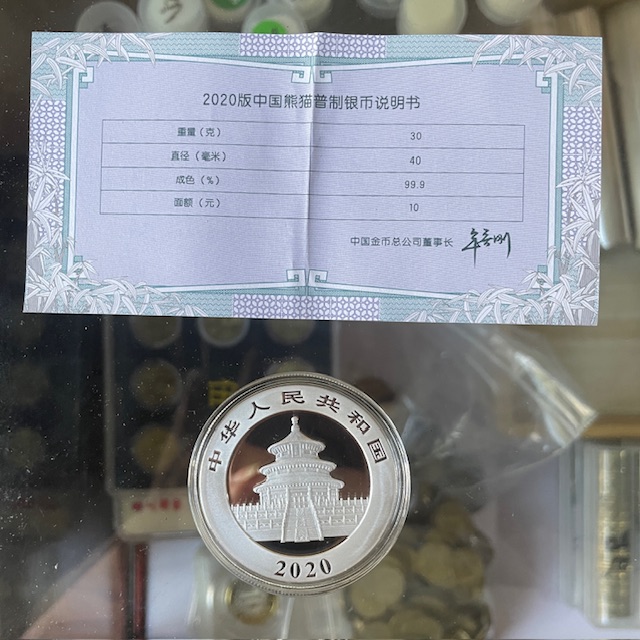 2020版中国熊猫普制银币说明书
重量（克） 30
直径（毫米） 40
成色（%） 99.9
面额（元） 10
中国金币总公司董事长
中华人民共和国
2020